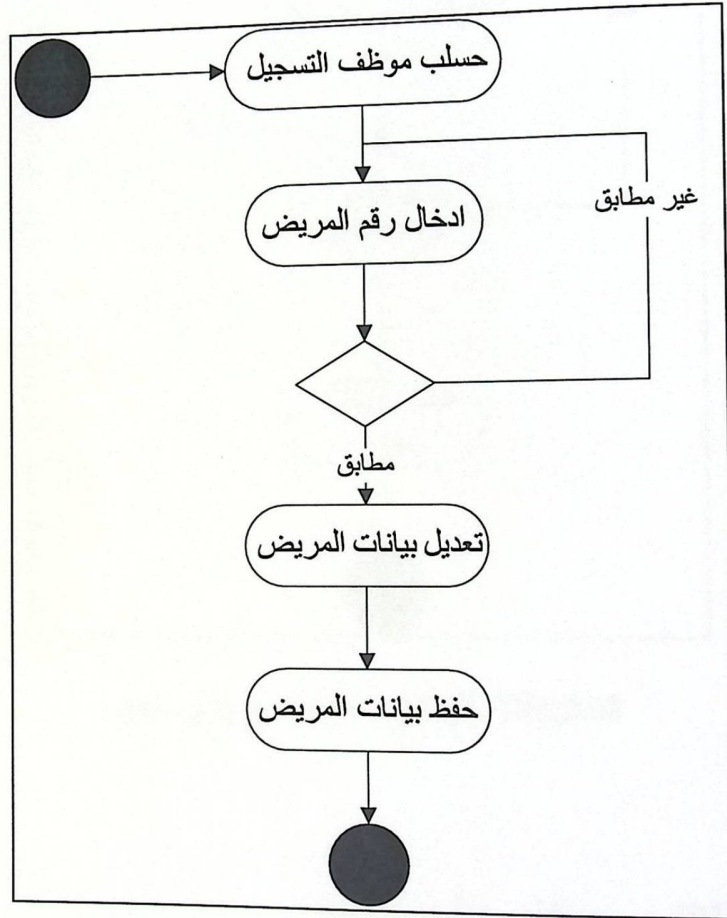 حسلب موظف التسجيل
ادخال رقم المريض
غير مطابق
مطابق
تعديل بيانات المريض
حفظ بيانات المريض